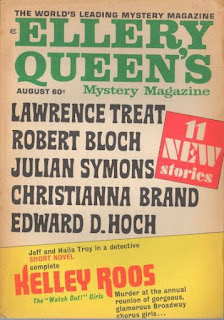 THE WORLD'S LEADING MYSTERY MAGAZINE
ELLERY
QUEEN'S
AUGUST 60¢
Mystery Magazine
LAWRENCE TREAT
ROBERT BLOCH
JULIAN SYMONS
CHRISTIANNA BRAND
EDWARD D. HOCH
11
NEW
stories
Jeff and Haila Troy in a detective
SHORT NOVEL
complete
KELLEY ROOS
The "Watch Out!" Girls
Murder at the annual
reunion of gorgeous,
glamorous Broadway
chorus girls...